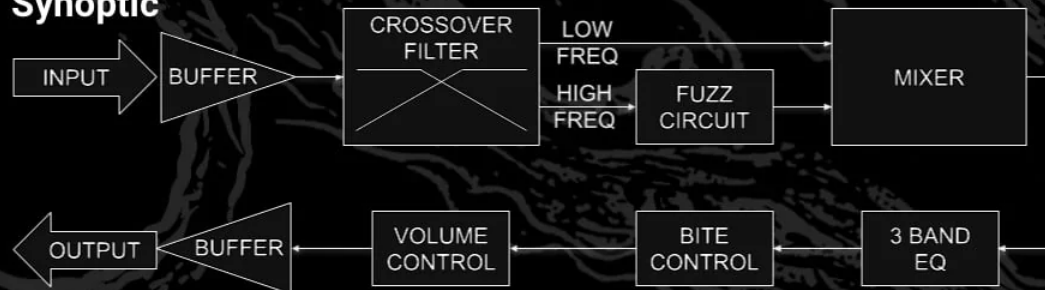 Synoptic
INPUT
BUFFER
CROSSOVER
FILTER
LOW
FREQ
HIGH
FREQ
FUZZ
CIRCUIT
MIXER
OUTPUT
BUFFER
VOLUME
CONTROL
BITE
CONTROL
3 BAND
EQ